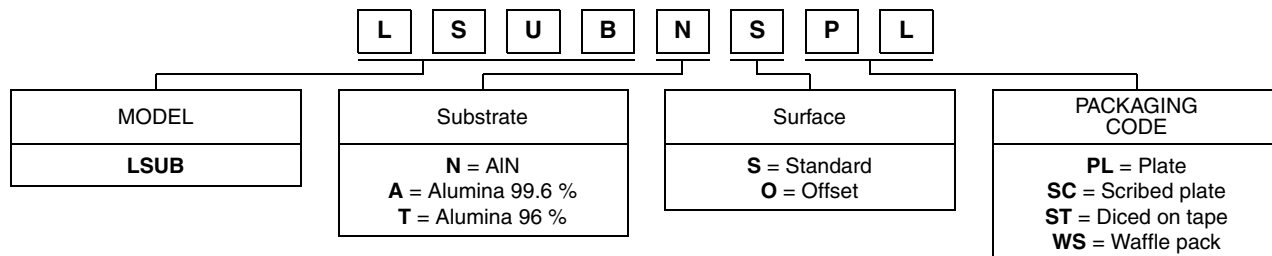 L S U B N S P L
MODEL
LSUB
Substrate
N = AlN
A = Alumina 99.6 %
T = Alumina 96 %
Surface
S = Standard
O = Offset
PACKAGING
CODE
PL = Plate
SC = Scribed plate
ST = Diced on tape
WS = Waffle pack